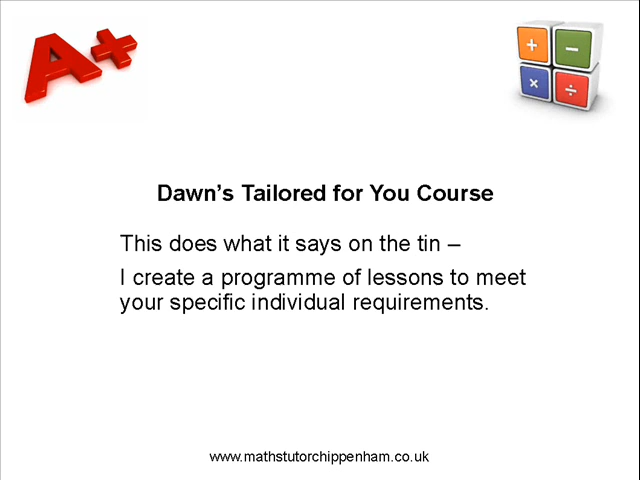 A+
+ −
× ÷
Dawn’s Tailored for You Course
This does what it says on the tin –
I create a programme of lessons to meet
your specific individual requirements.
www.mathstutorchippenham.co.uk